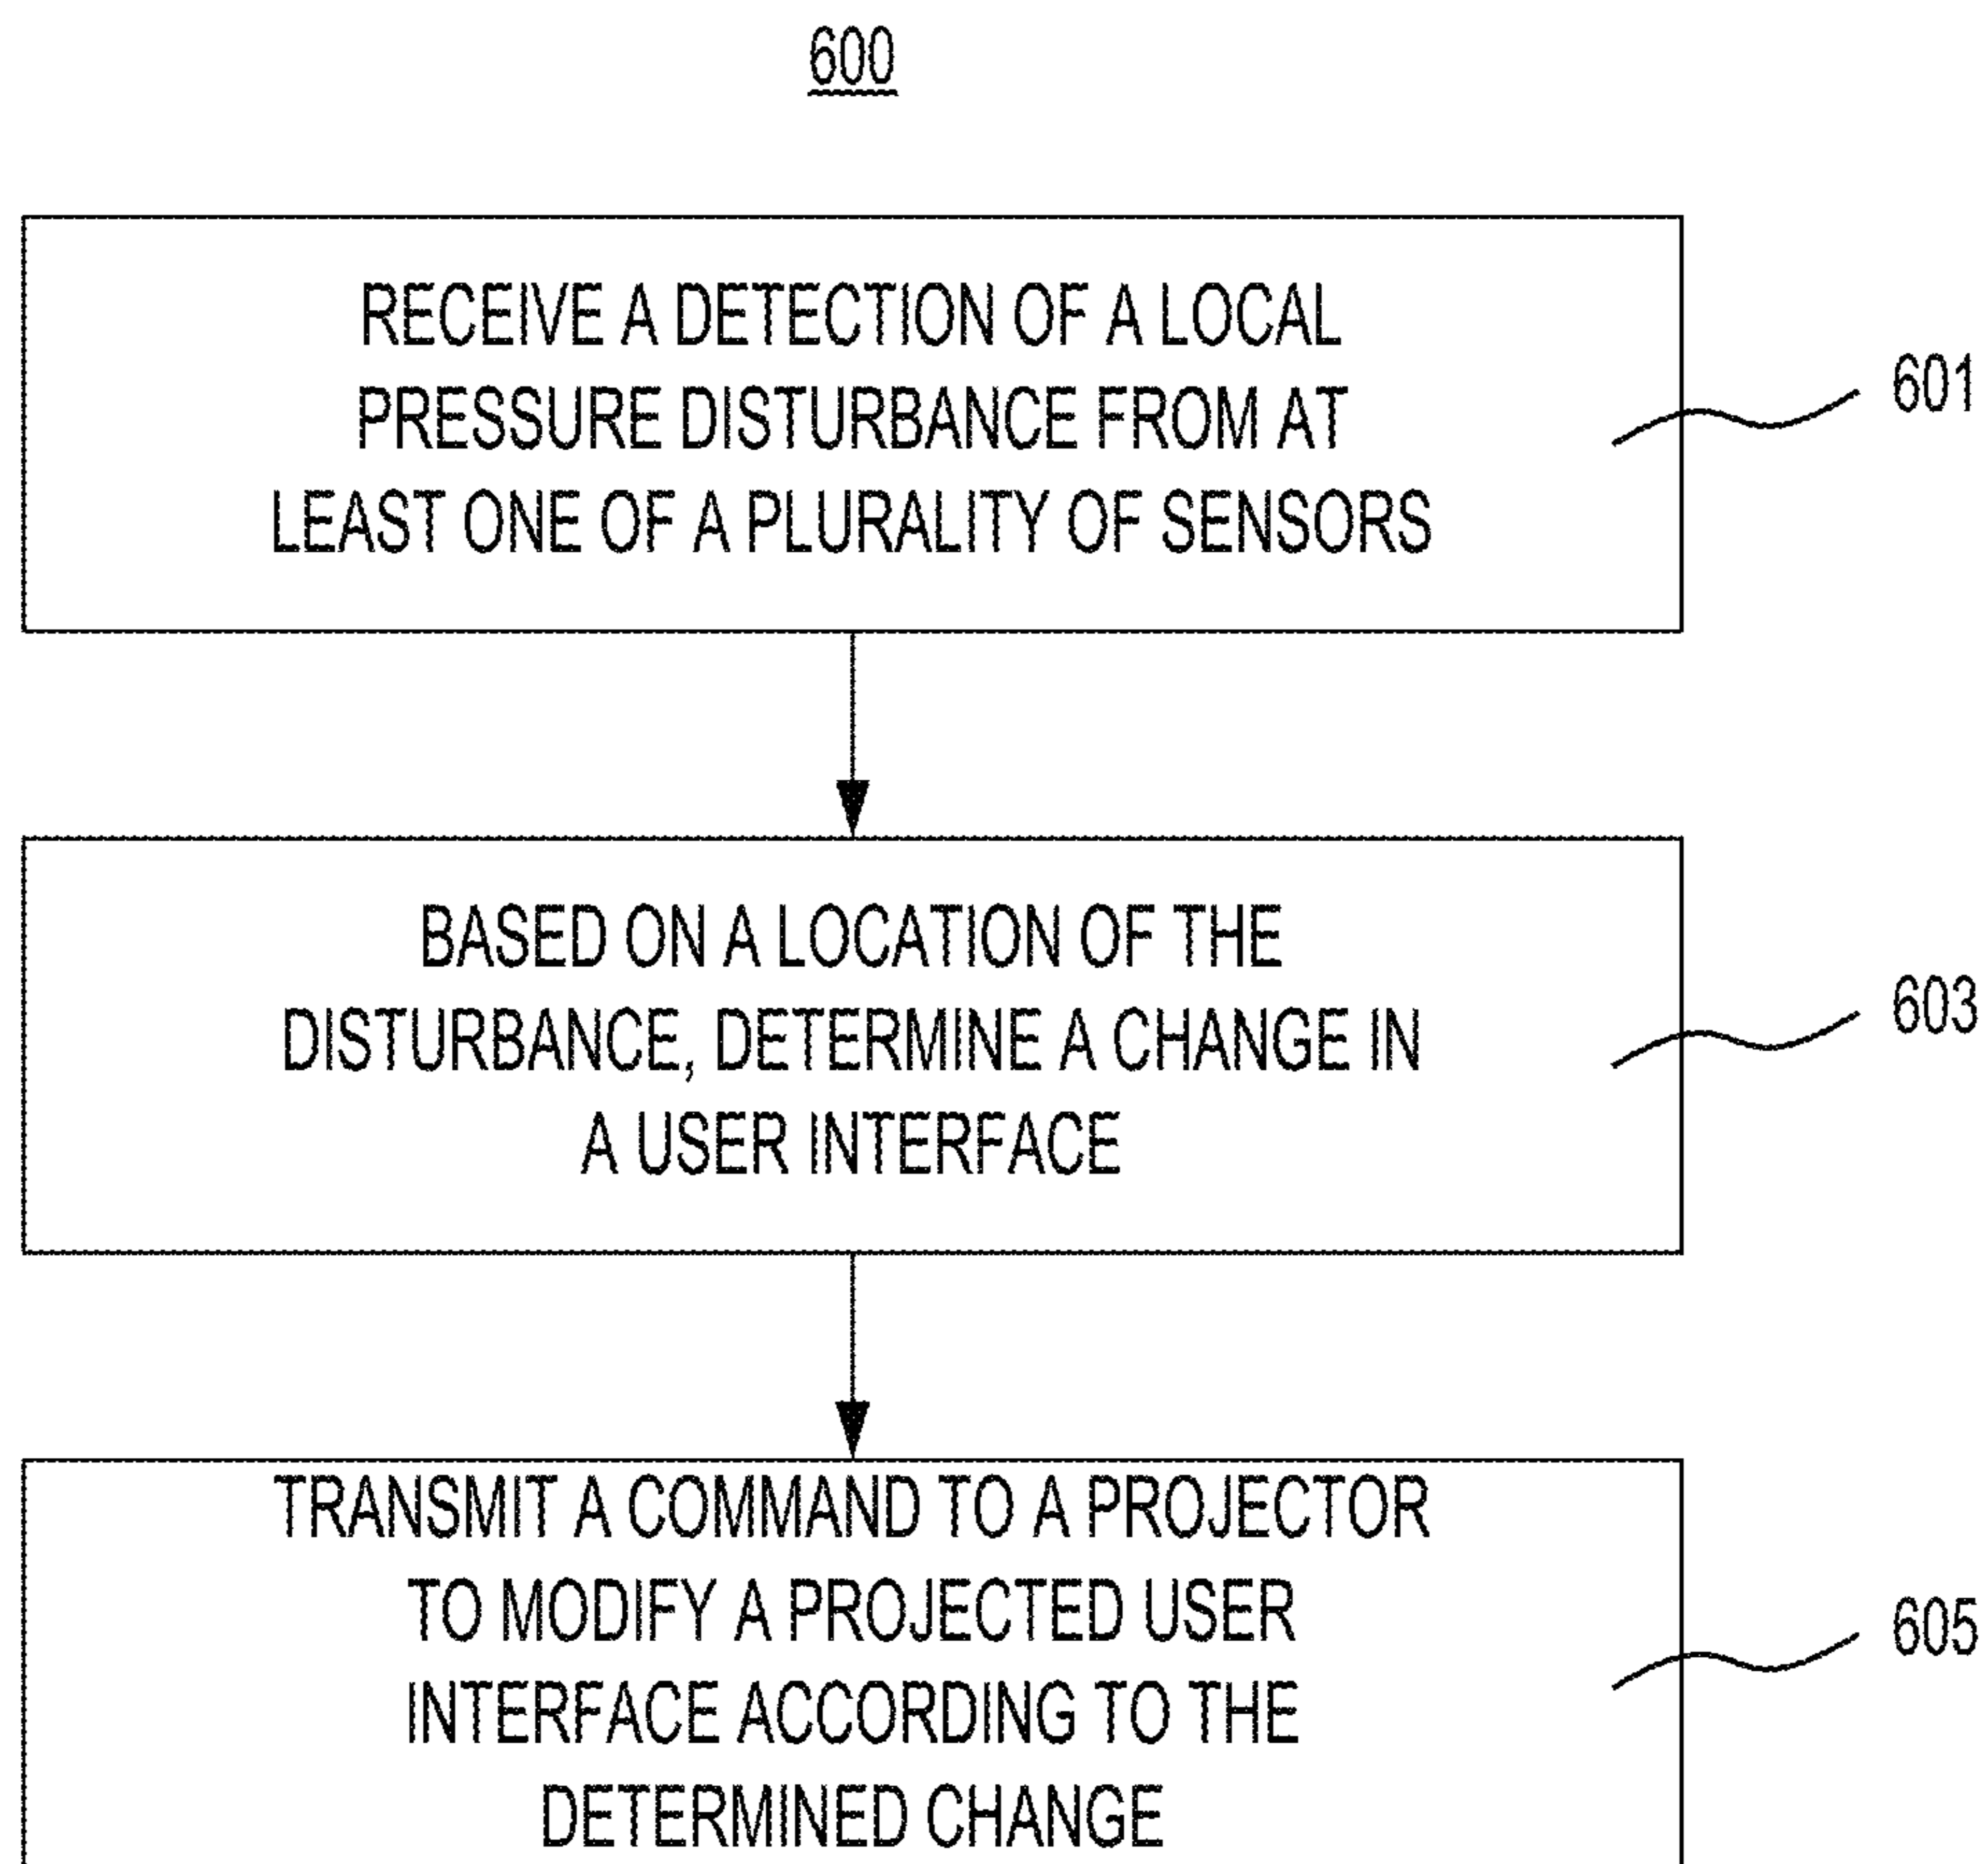 600
RECEIVE A DETECTION OF A LOCAL
PRESSURE DISTURBANCE FROM AT
LEAST ONE OF A PLURALITY OF SENSORS
601
BASED ON A LOCATION OF THE
DISTURBANCE, DETERMINE A CHANGE IN
A USER INTERFACE
603
TRANSMIT A COMMAND TO A PROJECTOR
TO MODIFY A PROJECTED USER
INTERFACE ACCORDING TO THE
DETERMINED CHANGE
605